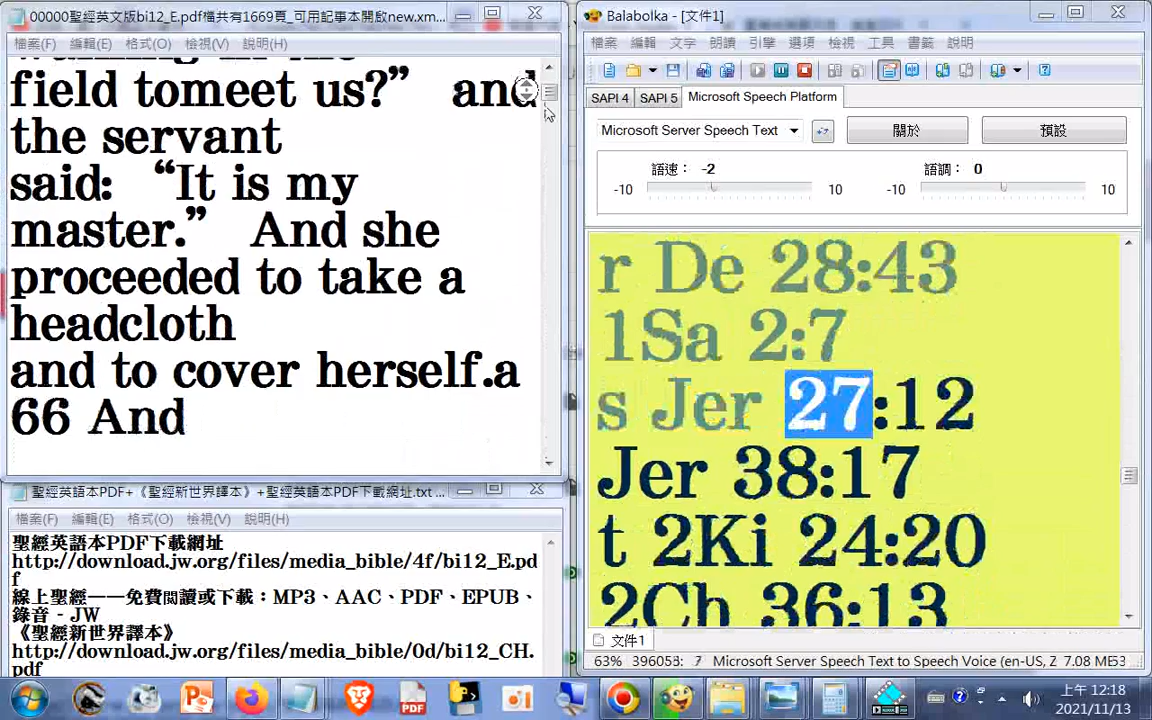 00000聖經英文版bi12_E.pdf檔共有1669頁_可用記事本開啟new.xm...
檔案(F) 編輯(E) 格式(O) 檢視(V) 說明(H)
field tomeet us?” and
the servant
said: “It is my
master.” And she
proceeded to take a
headcloth
and to cover herself.a
66 And
聖經英語本PDF+《聖經新世界譯本》+聖經英語本PDF下載網址.txt ...
檔案(F) 編輯(E) 格式(O) 檢視(V) 說明(H)
聖經英語本PDF下載網址
http://download.jw.org/files/media_bible/4f/bi12_E.pd
f
線上聖經——免費閱讀或下載：MP3、AAC、PDF、EPUB、
錄音 - JW
《聖經新世界譯本》
http://download.jw.org/files/media_bible/0d/bi12_CH.
pdf
Balabolka - [文件1]
檔案 編輯 文字 朗讀 引擎 選項 檢視 工具 書籤 說明
SAPI 4 SAPI 5 Microsoft Speech Platform
Microsoft Server Speech Text 關於 預設
語速： -2 語調： 0
-10 10 -10 10
r De 28:43
1Sa 2:7
s Jer 27:12
Jer 38:17
t 2Ki 24:20
2Ch 36:13
文件1
63% 396053: 7 Microsoft Server Speech Text to Speech Voice (en-US, Z 7.08 MB
上午 12:18
2021/11/13